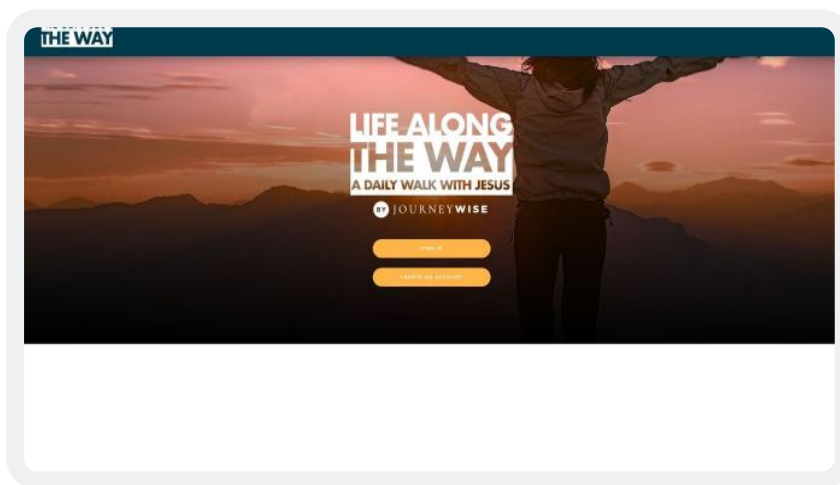 THE WAY
LIFE ALONG
THE WAY
A DAILY WALK WITH JESUS
BY JOURNEYWISE
SIGN IN
CREATE AN ACCOUNT